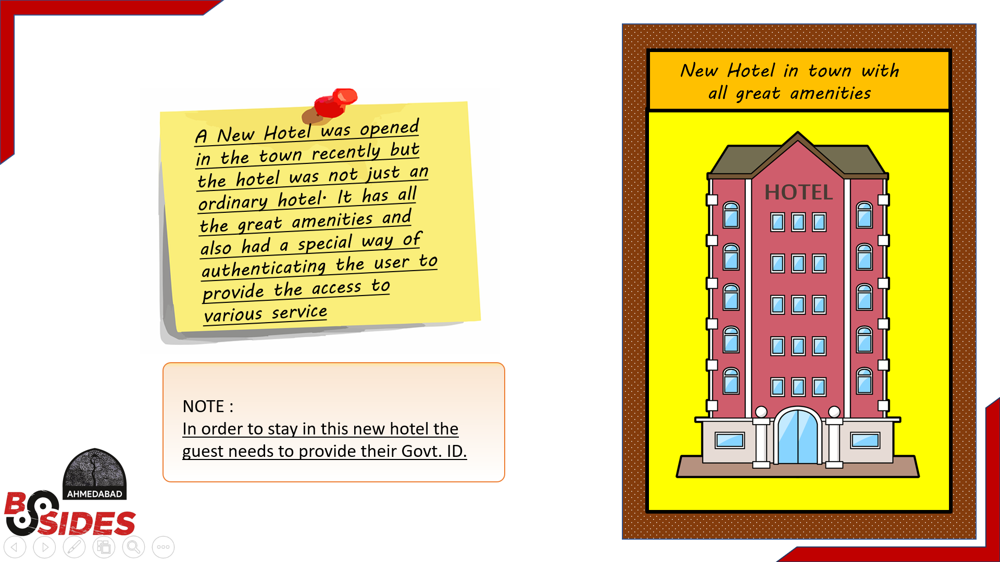 A New Hotel was opened
in the town recently but
the hotel was not just an
ordinary hotel. It has all
the great amenities and
also had a special way of
authenticating the user to
provide the access to
various service
NOTE :
In order to stay in this new hotel the
guest needs to provide their Govt. ID.
New Hotel in town with
all great amenities
HOTEL
AHMEDABAD
BSIDES